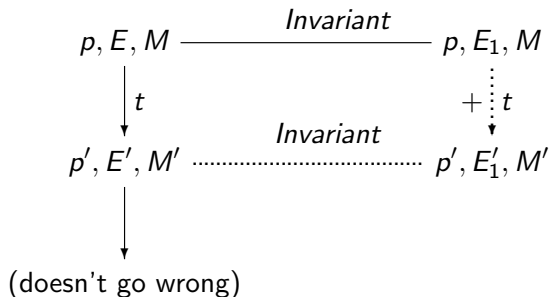 Invariant
p, E, M p, E₁, M
t + t
Invariant
p′, E′, M′ p′, E′₁, M′
(doesn't go wrong)